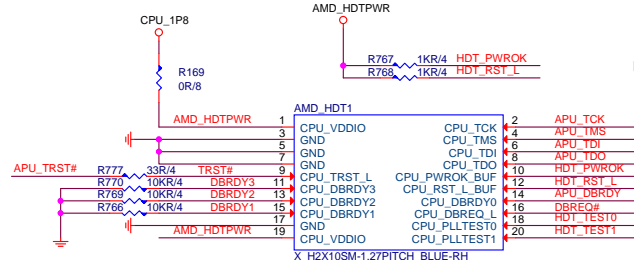 CPU_1P8
AMD_HDTPWR
R169
0R/8
R767 1KR/4 HDT_PWROK
R768 1KR/4 HDT_RST_L
AMD_HDT1
AMD_HDTPWR 1 CPU_VDDIO CPU_TCK 2 APU_TCK
3 GND CPU_TMS 4 APU_TMS
5 GND CPU_TDI 6 APU_TDI
7 GND CPU_TDO 8 APU_TDO
APU_TRST# R777 33R/4 TRST# 9 CPU_TRST_L CPU_PWROK_BUF 10 HDT_PWROK
R770 10KR/4 DBRDY3 11 CPU_DBRDY3 CPU_RST_L_BUF 12 HDT_RST_L
R769 10KR/4 DBRDY2 13 CPU_DBRDY2 CPU_DBRDY0 14 APU_DBRDY
R766 10KR/4 DBRDY1 15 CPU_DBRDY1 CPU_DBREQ_L 16 DBREQ#
17 GND CPU_PLLTEST0 18 HDT_TEST0
AMD_HDTPWR 19 CPU_VDDIO CPU_PLLTEST1 20 HDT_TEST1
X_H2X10SM-1.27PITCH_BLUE-RH